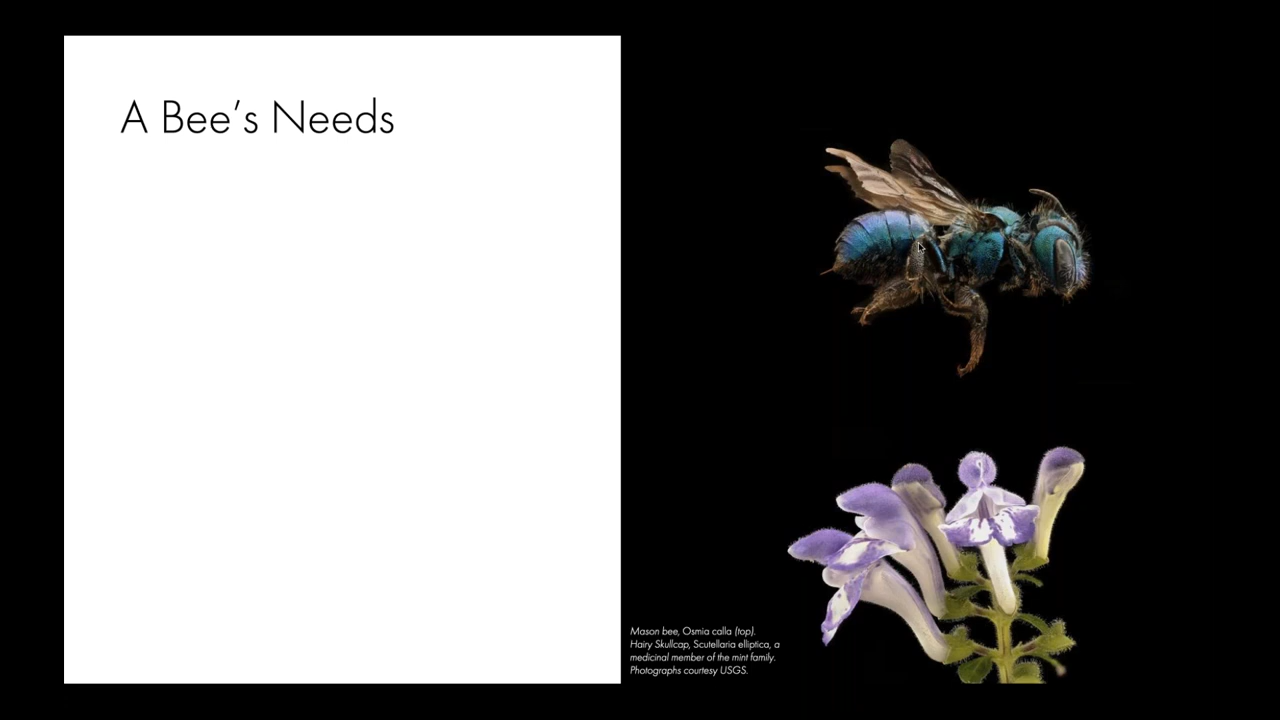 A Bee’s Needs
Mason bee, Osmia calla (top).
Hairy Skullcap, Scutellaria elliptica, a
medicinal member of the mint family.
Photographs courtesy USGS.